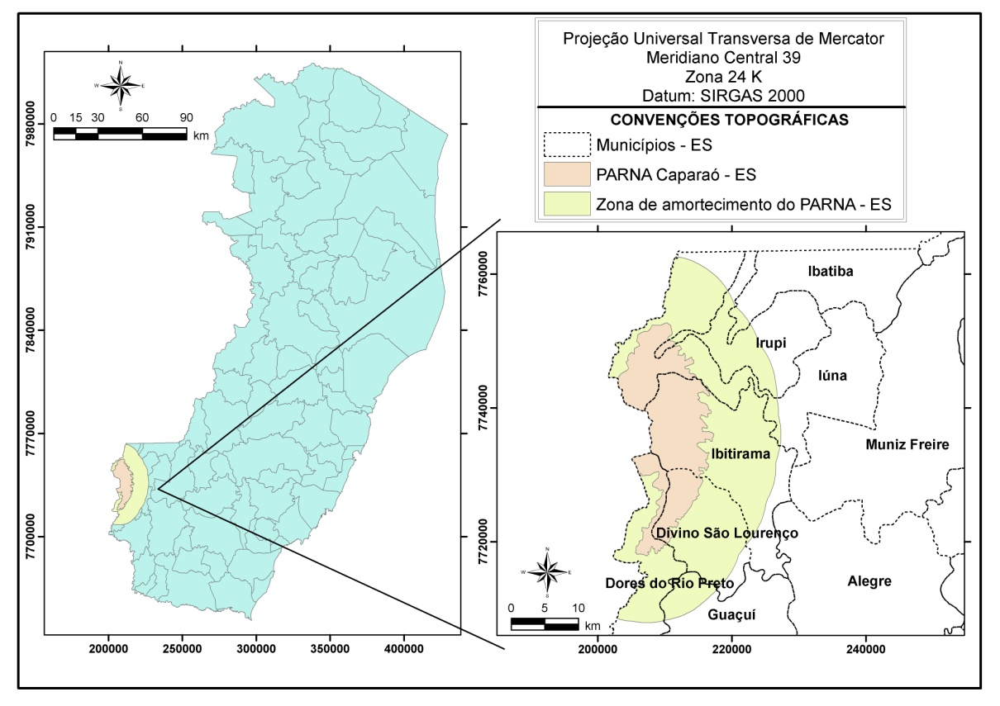 Projeção Universal Transversa de Mercator
Meridiano Central 39
Zona 24 K
Datum: SIRGAS 2000
CONVENÇÕES TOPOGRÁFICAS
Municípios - ES
PARNA Caparaó - ES
Zona de amortecimento do PARNA - ES
N
W E
S
0 15 30 60 90
km
7980000
7910000
7840000
7770000
7700000
200000 250000 300000 350000 400000
7760000
7740000
7720000
Ibatiba
Irupi
Iúna
Muniz Freire
Ibitirama
Divino São Lourenço
Dores do Rio Preto
Alegre
Guaçuí
N
W E
S
0 5 10
km
200000 220000 240000